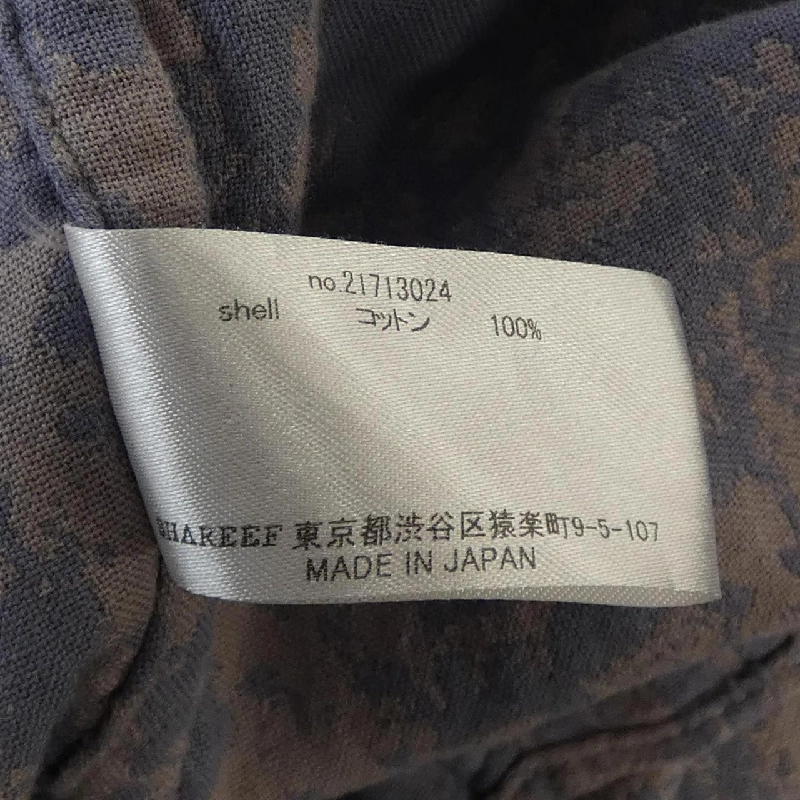 no.21713024
shell コットン 100%
SHAREEF 東京都渋谷区猿楽町9-5-107
MADE IN JAPAN